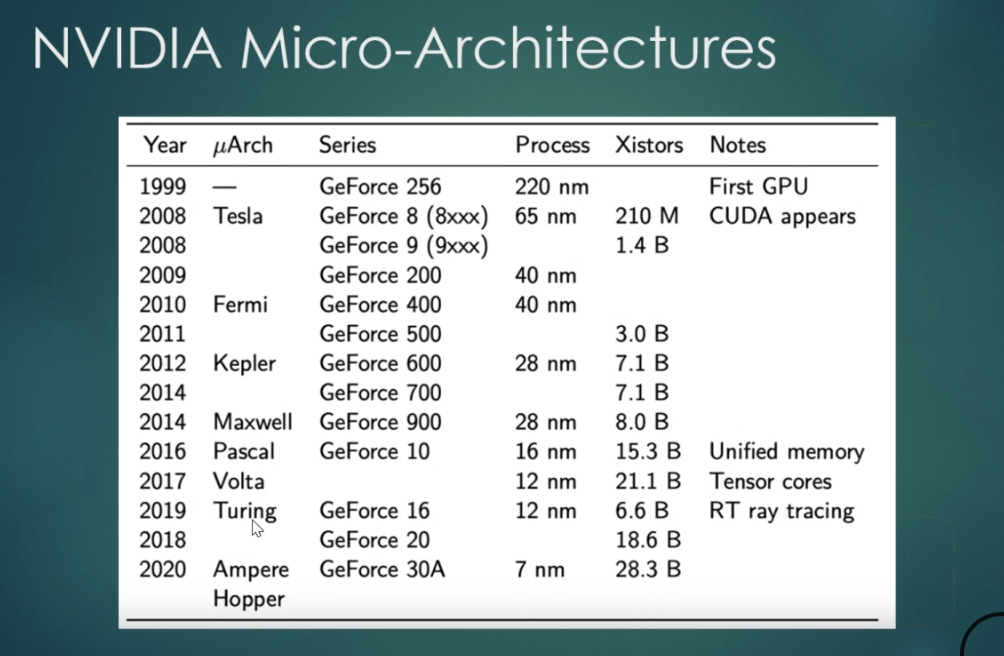 NVIDIA Micro-Architectures
Year μArch Series Process Xistors Notes
1999 — GeForce 256 220 nm First GPU
2008 Tesla GeForce 8 (8xxx) 65 nm 210 M CUDA appears
2008 GeForce 9 (9xxx) 1.4 B
2009 GeForce 200 40 nm
2010 Fermi GeForce 400 40 nm
2011 GeForce 500 3.0 B
2012 Kepler GeForce 600 28 nm 7.1 B
2014 GeForce 700 7.1 B
2014 Maxwell GeForce 900 28 nm 8.0 B
2016 Pascal GeForce 10 16 nm 15.3 B Unified memory
2017 Volta 12 nm 21.1 B Tensor cores
2019 Turing GeForce 16 12 nm 6.6 B RT ray tracing
2018 GeForce 20 18.6 B
2020 Ampere GeForce 30A 7 nm 28.3 B
Hopper